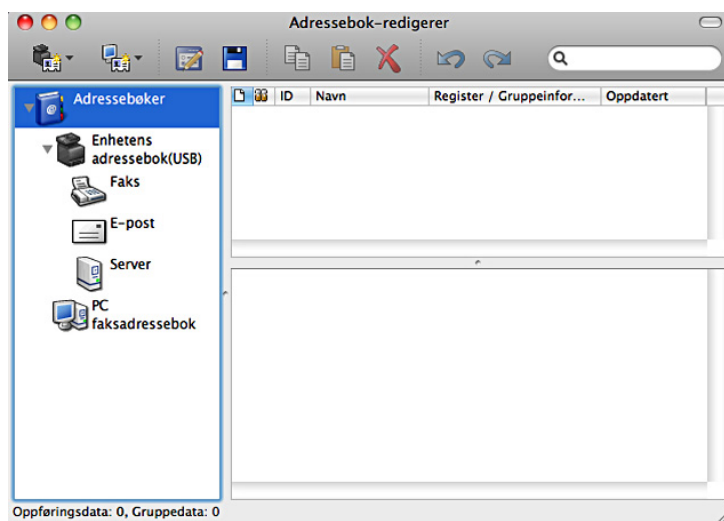 Adressebok-redigerer
ID Navn Register / Gruppeinfor... Oppdatert
Adressebøker
Enhetens
adressebok(USB)
Faks
E-post
Server
PC
faksadressebok
Oppføringsdata: 0, Gruppedata: 0